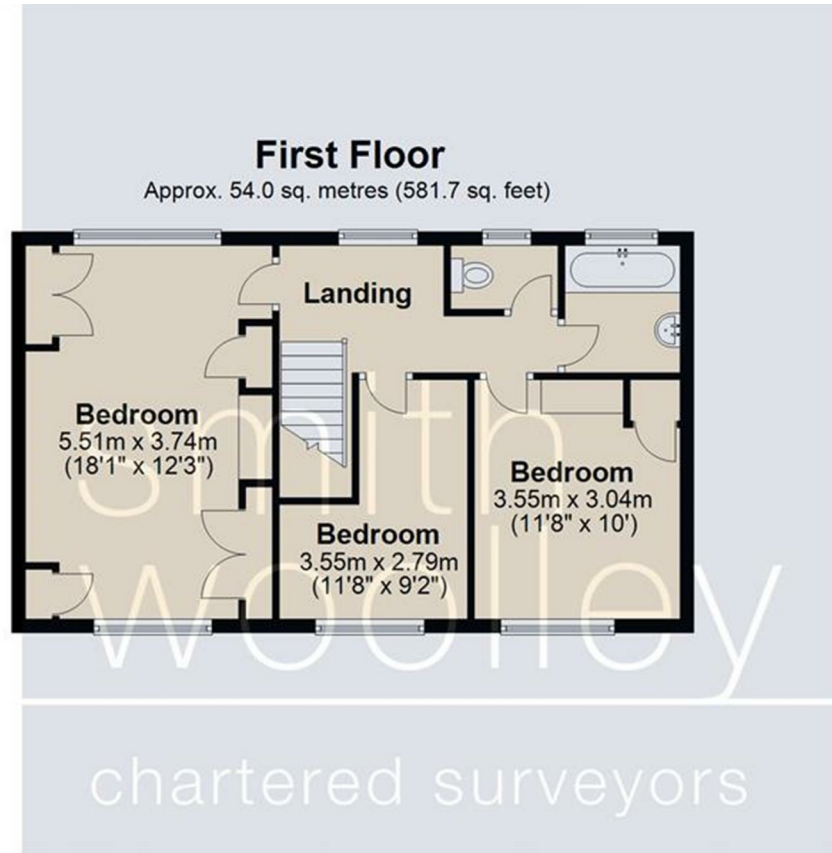 First Floor
Approx. 54.0 sq. metres (581.7 sq. feet)
Landing
Bedroom
5.51m x 3.74m
(18'1" x 12'3")
Bedroom
3.55m x 3.04m
(11'8" x 10')
Bedroom
3.55m x 2.79m
(11'8" x 9'2")
smith
woolley
chartered surveyors